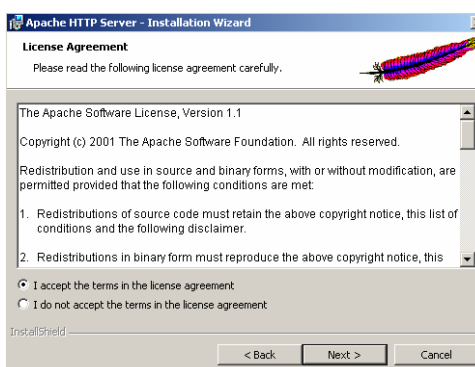 Apache HTTP Server - Installation Wizard
License Agreement
Please read the following license agreement carefully.
The Apache Software License, Version 1.1
Copyright (c) 2001 The Apache Software Foundation. All rights reserved.
Redistribution and use in source and binary forms, with or without modification, are
permitted provided that the following conditions are met:
1. Redistributions of source code must retain the above copyright notice, this list of
conditions and the following disclaimer.
2. Redistributions in binary form must reproduce the above copyright notice, this
I accept the terms in the license agreement
I do not accept the terms in the license agreement
InstallShield
< Back
Next >
Cancel